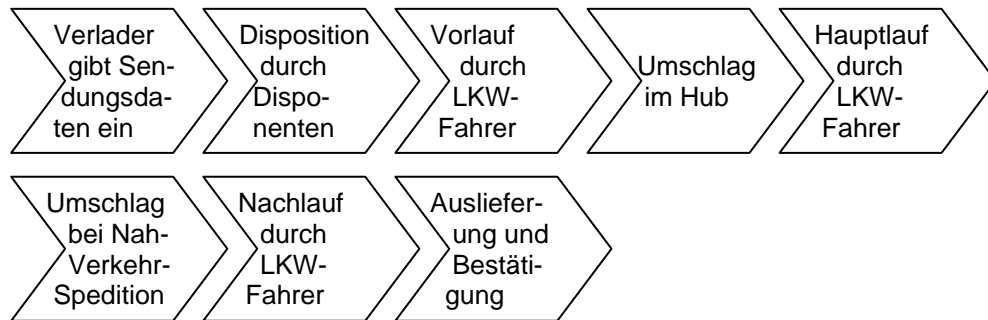 Verlader
gibt Sen-
dungsda-
ten ein
Disposition
durch
Dispo-
nenten
Vorlauf
durch
LKW-
Fahrer
Umschlag
im Hub
Hauptlauf
durch
LKW-
Fahrer
Umschlag
bei Nah-
Verkehr-
Spedition
Nachlauf
durch
LKW-
Fahrer
Ausliefer-
ung und
Bestäti-
gung